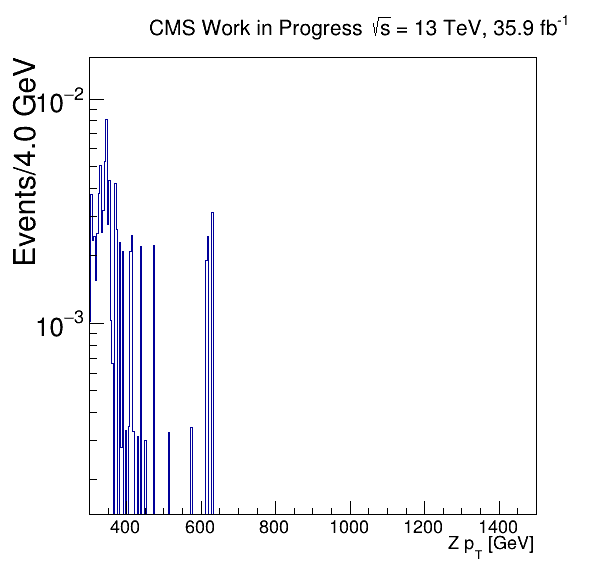 CMS Work in Progress √s = 13 TeV, 35.9 fb⁻¹
Events/4.0 GeV
10⁻²
10⁻³
400 600 800 1000 1200 1400
Z p_T [GeV]